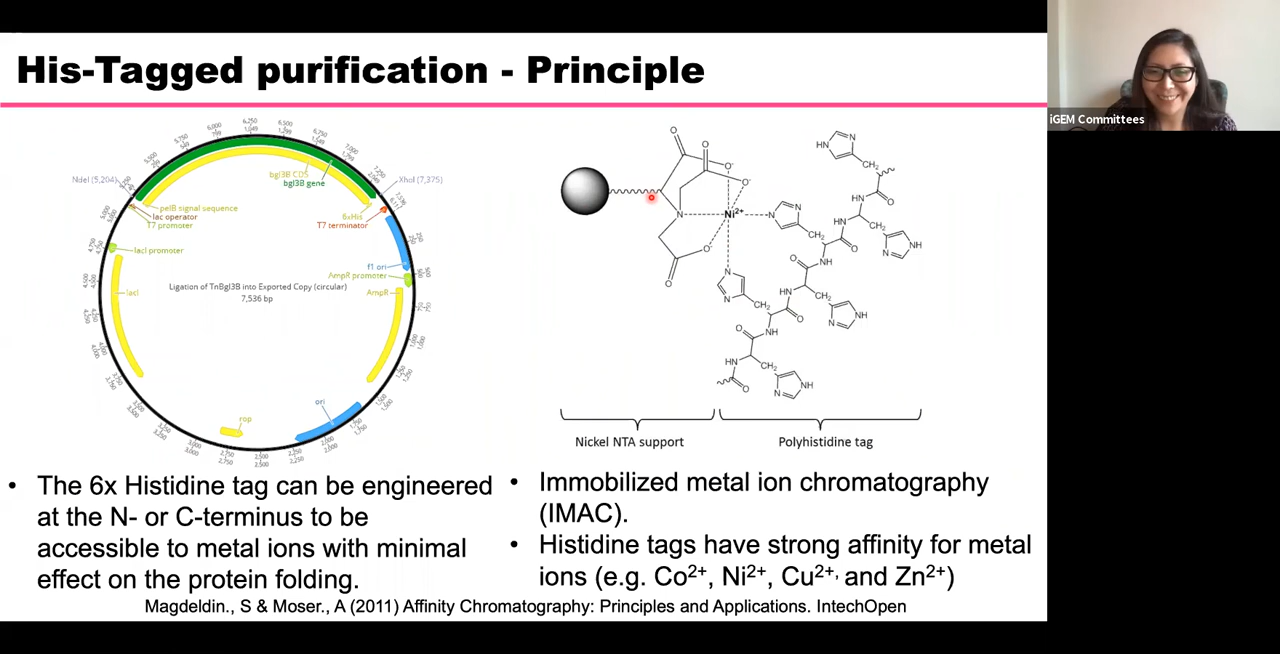 His-Tagged purification - Principle
iGEM Committees
NdeI (5,204)
XhoI (7,375)
bgl3B CDS
bgl3B gene
pelB signal sequence
lac operator
T7 promoter
6xHis
T7 terminator
lacI promoter
f1 ori
AmpR promoter
lacI
AmpR
Ligation of TnBgl3B into Exported Copy (circular)
7,536 bp
ori
rop
Ni2+
Nickel NTA support
Polyhistidine tag
• The 6x Histidine tag can be engineered
at the N- or C-terminus to be
accessible to metal ions with minimal
effect on the protein folding.
• Immobilized metal ion chromatography
(IMAC).
• Histidine tags have strong affinity for metal
ions (e.g. Co2+, Ni2+, Cu2+, and Zn2+)
Magdeldin., S & Moser., A (2011) Affinity Chromatography: Principles and Applications. IntechOpen